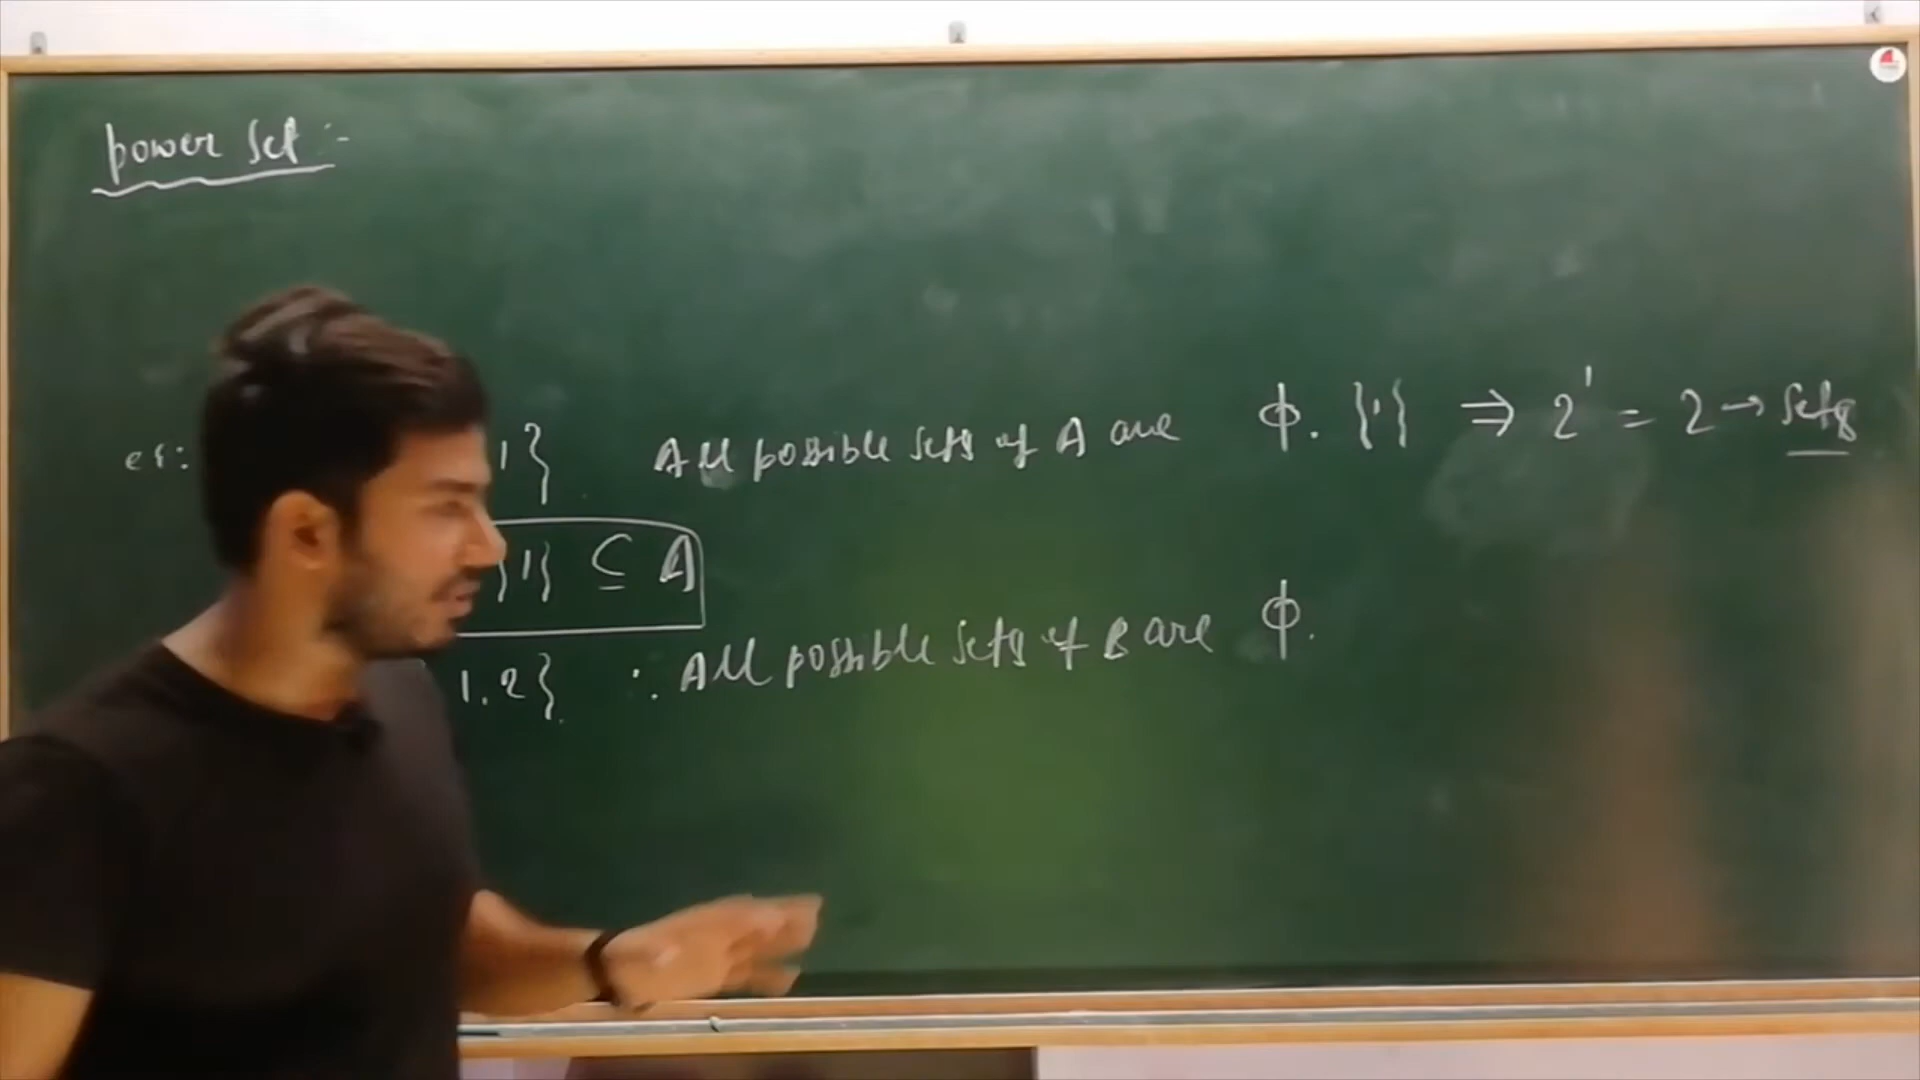 power set :-
eg: 1} All possible sets of A are ϕ. {1} ⇒ 2¹ = 2 → sets
{1} ⊆ A
1, 2} ∴ All possible sets of B are ϕ.